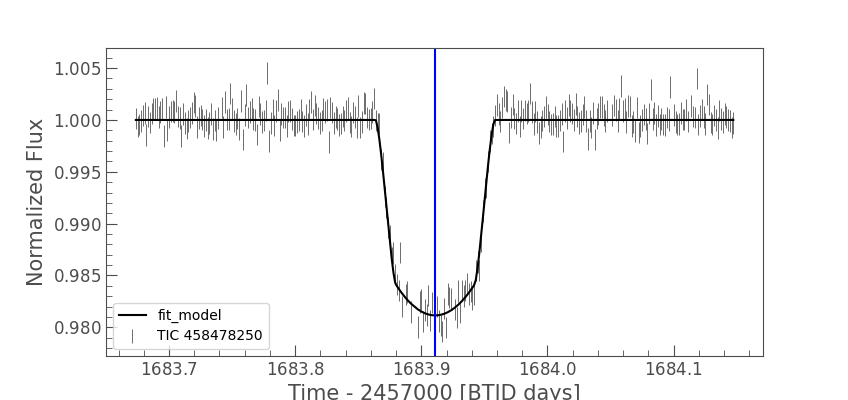 Normalized Flux
1.005
1.000
0.995
0.990
0.985
0.980
fit_model
TIC 458478250
1683.7 1683.8 1683.9 1684.0 1684.1
Time - 2457000 [BTJD days]